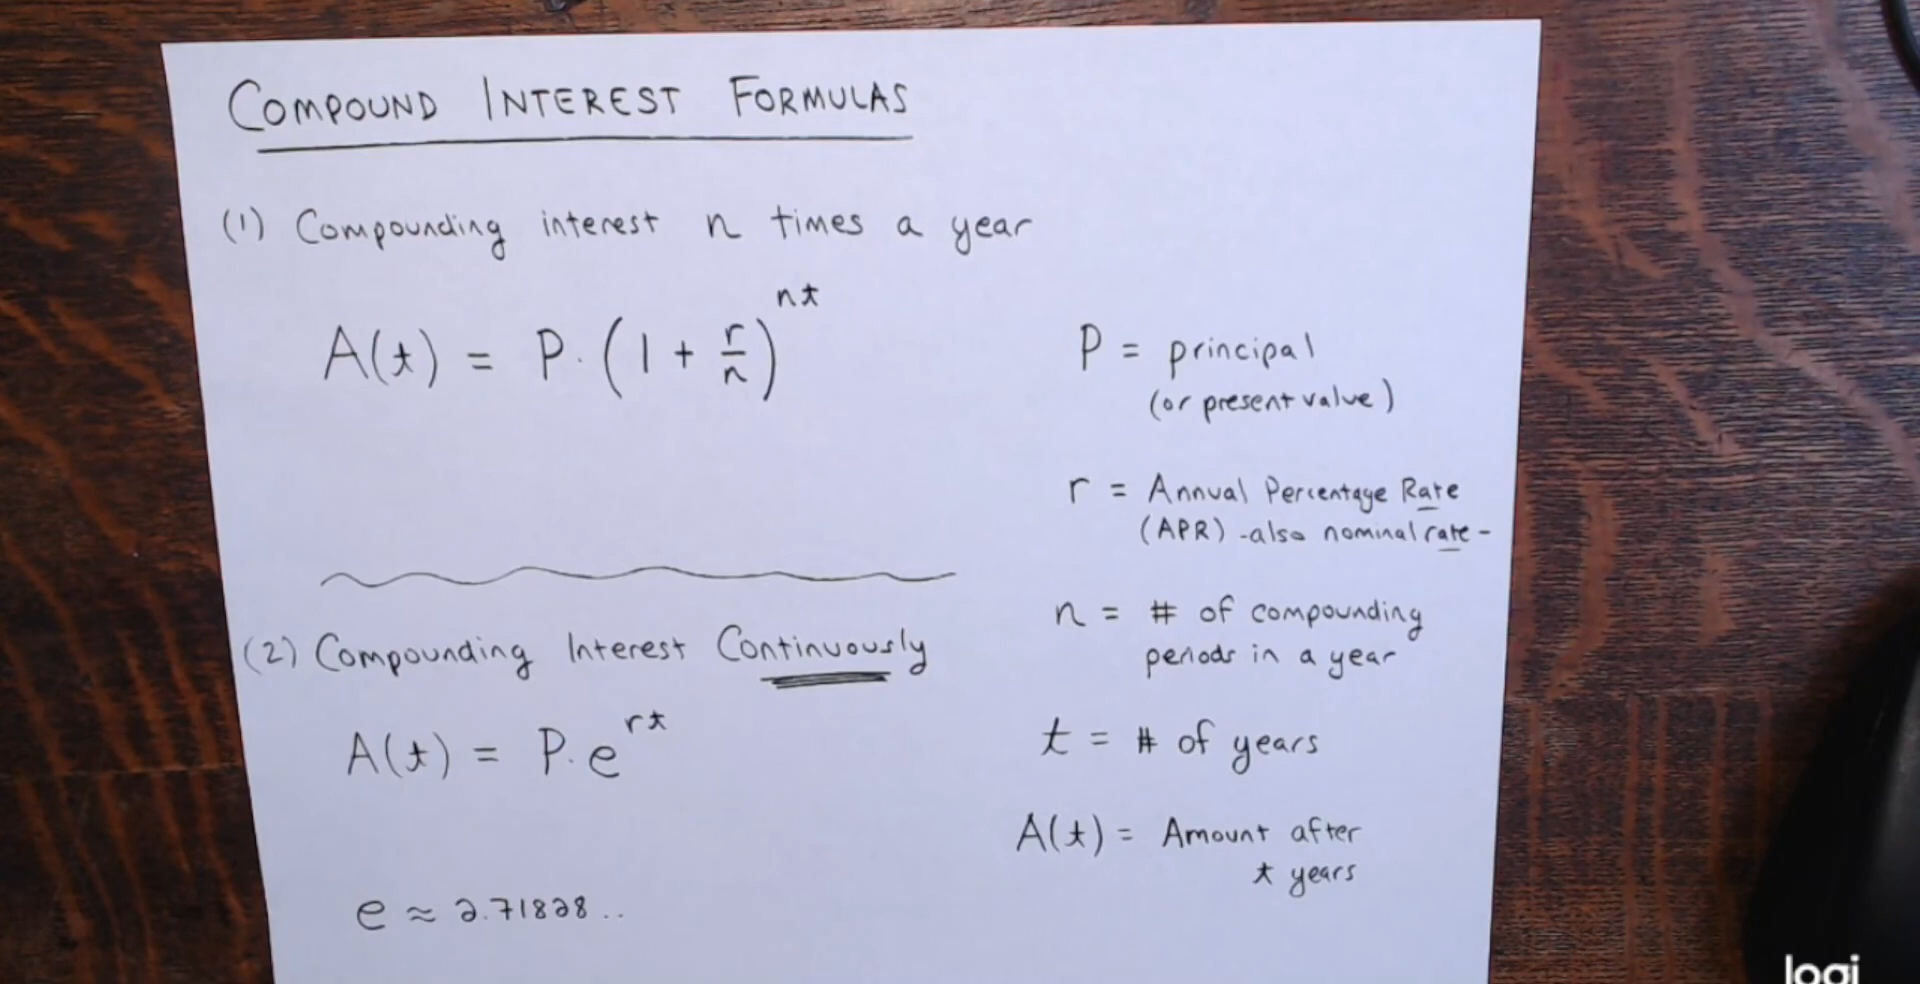 COMPOUND INTEREST FORMULAS
(1) Compounding interest n times a year
A(t) = P · (1 + r/n)^nt
(2) Compounding Interest Continuously
A(t) = P · e^rt
e ≈ 2.71828 ..
P = principal
(or present value)
r = Annual Percentage Rate
(APR) - also nominal rate -
n = # of compounding
periods in a year
t = # of years
A(t) = Amount after
t years
logi